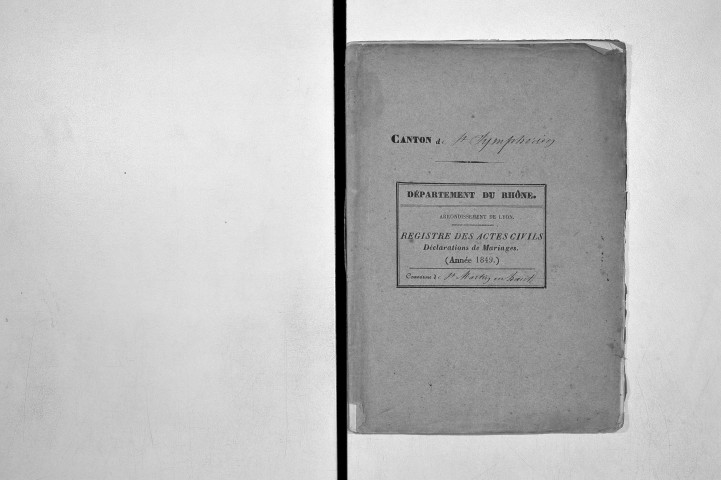 CANTON de St Symphorien
DÉPARTEMENT DU RHÔNE.
ARRONDISSEMENT DE LYON.
REGISTRE DES ACTES CIVILS
Déclarations de Mariages.
(Année 1849.)
Commune de St Martin en haut